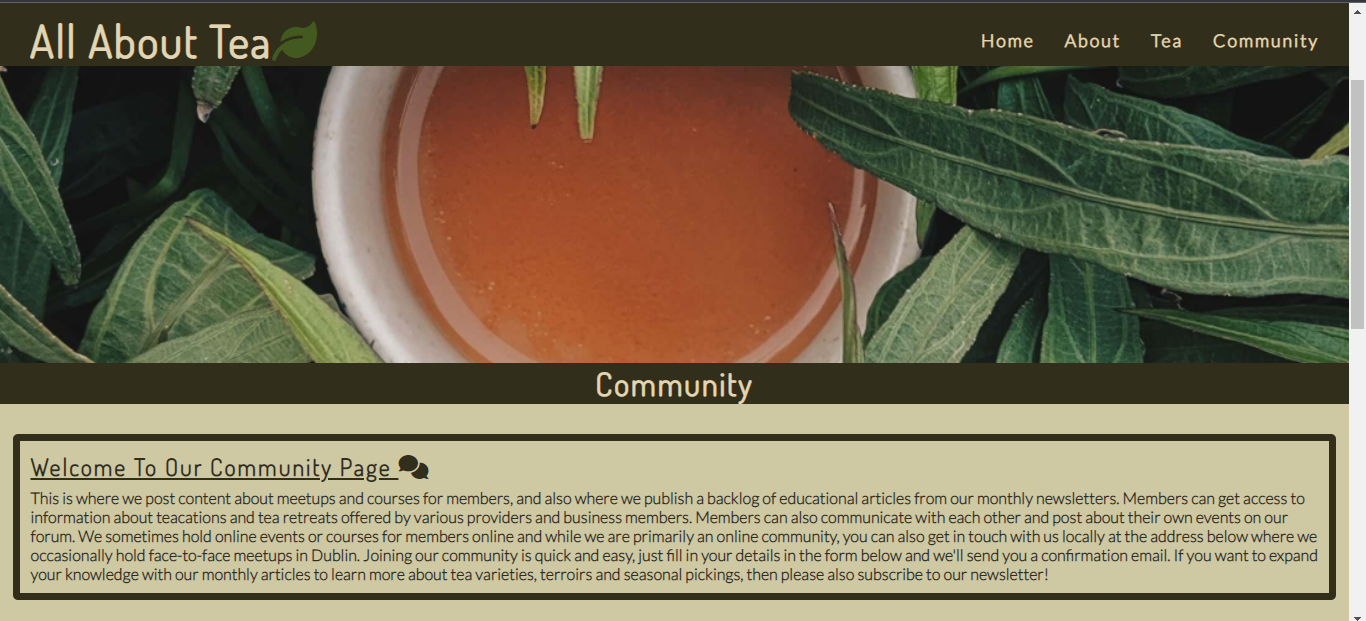 All About Tea
Home About Tea Community
Community
Welcome To Our Community Page
This is where we post content about meetups and courses for members, and also where we publish a backlog of educational articles from our monthly newsletters. Members can get access to
information about teacations and tea retreats offered by various providers and business members. Members can also communicate with each other and post about their own events on our
forum. We sometimes hold online events or courses for members online and while we are primarily an online community, you can also get in touch with us locally at the address below where we
occasionally hold face-to-face meetups in Dublin. Joining our community is quick and easy, just fill in your details in the form below and we'll send you a confirmation email. If you want to expand
your knowledge with our monthly articles to learn more about tea varieties, terroirs and seasonal pickings, then please also subscribe to our newsletter!